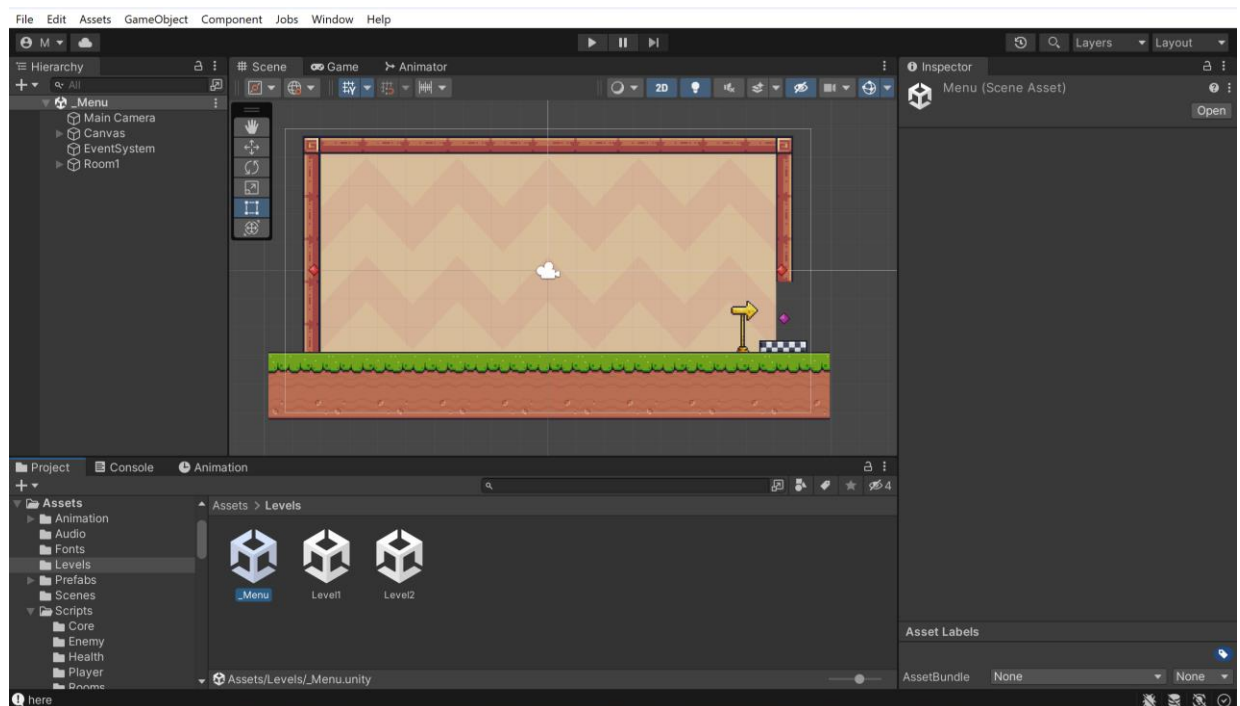 File Edit Assets GameObject Component Jobs Window Help
M
Layers
Layout
Hierarchy
All
_Menu
Main Camera
Canvas
EventSystem
Room1
Scene
Game
Animator
2D
Inspector
Menu (Scene Asset)
Open
Project
Console
Animation
4
Assets
Animation
Audio
Fonts
Levels
Prefabs
Scenes
Scripts
Core
Enemy
Health
Player
Rooms
Assets > Levels
_Menu
Level1
Level2
Assets/Levels/_Menu.unity
Asset Labels
AssetBundle None None
here